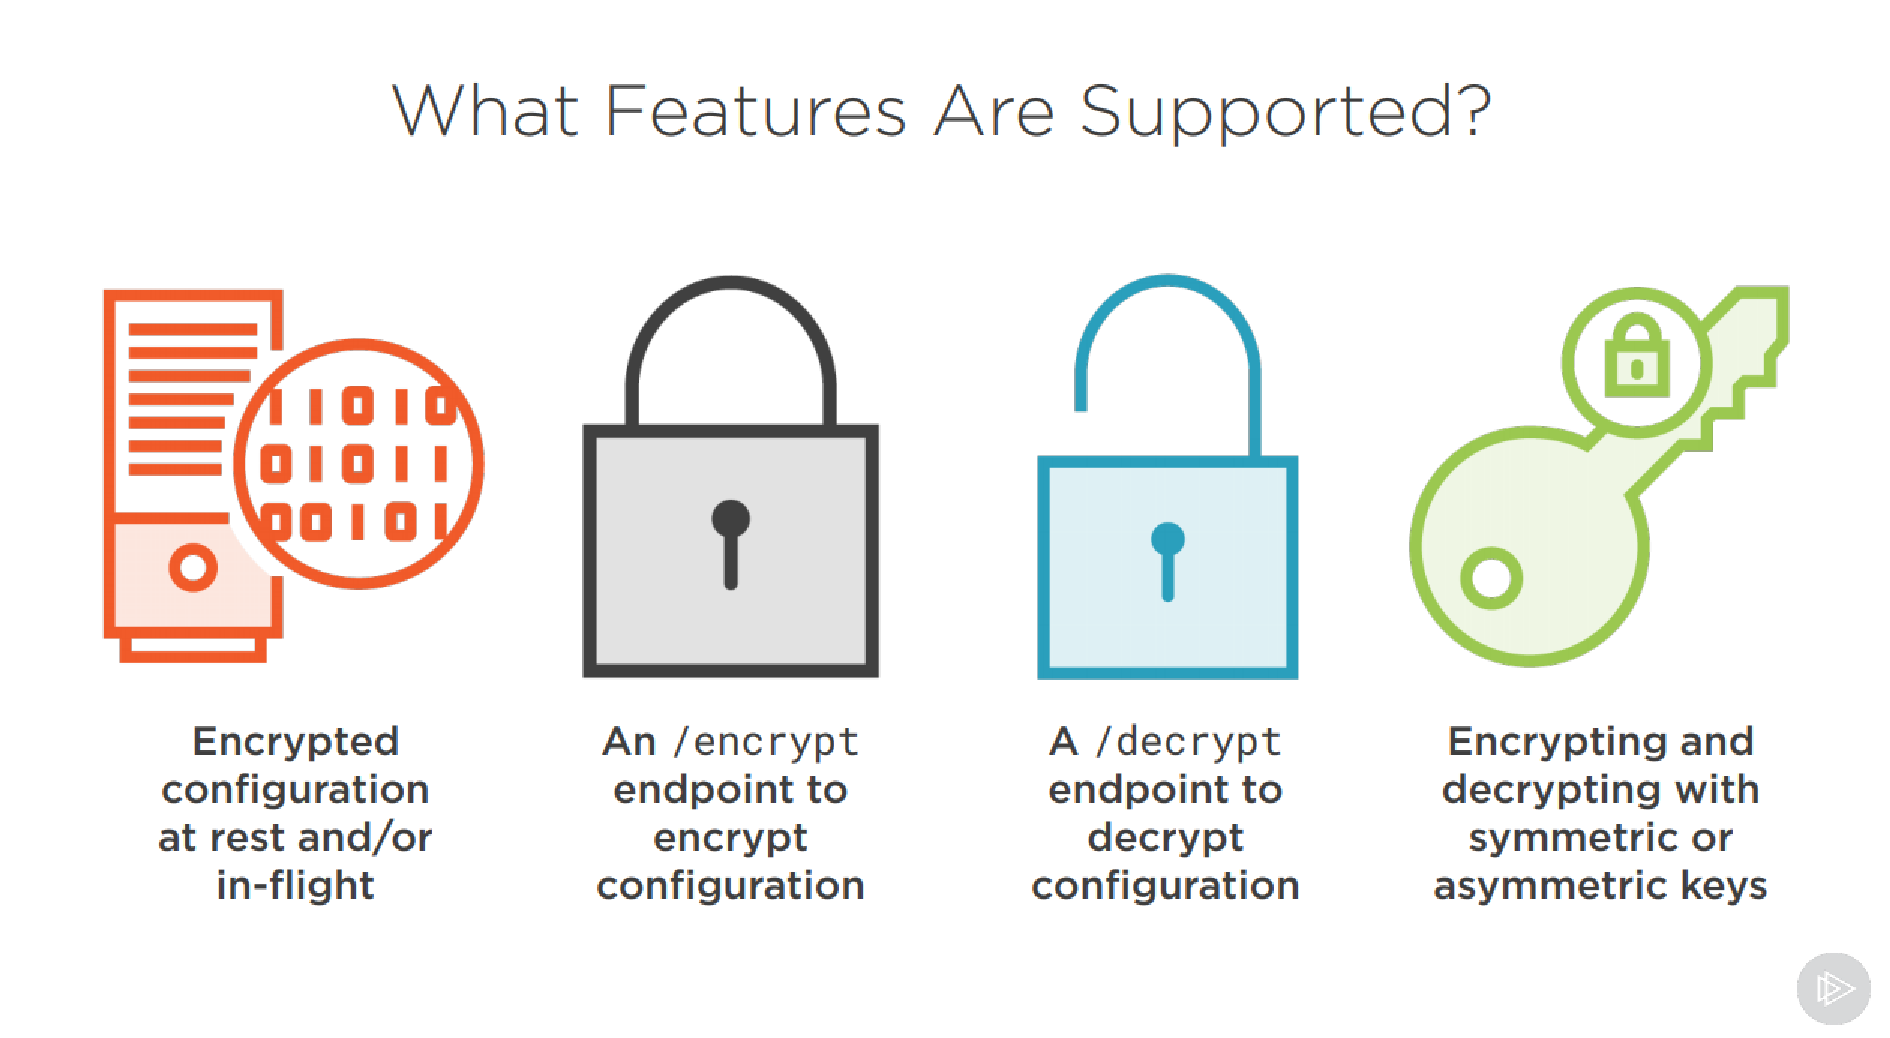 What Features Are Supported?
11010
01011
00101
Encrypted
configuration
at rest and/or
in-flight
An /encrypt
endpoint to
encrypt
configuration
A /decrypt
endpoint to
decrypt
configuration
Encrypting and
decrypting with
symmetric or
asymmetric keys